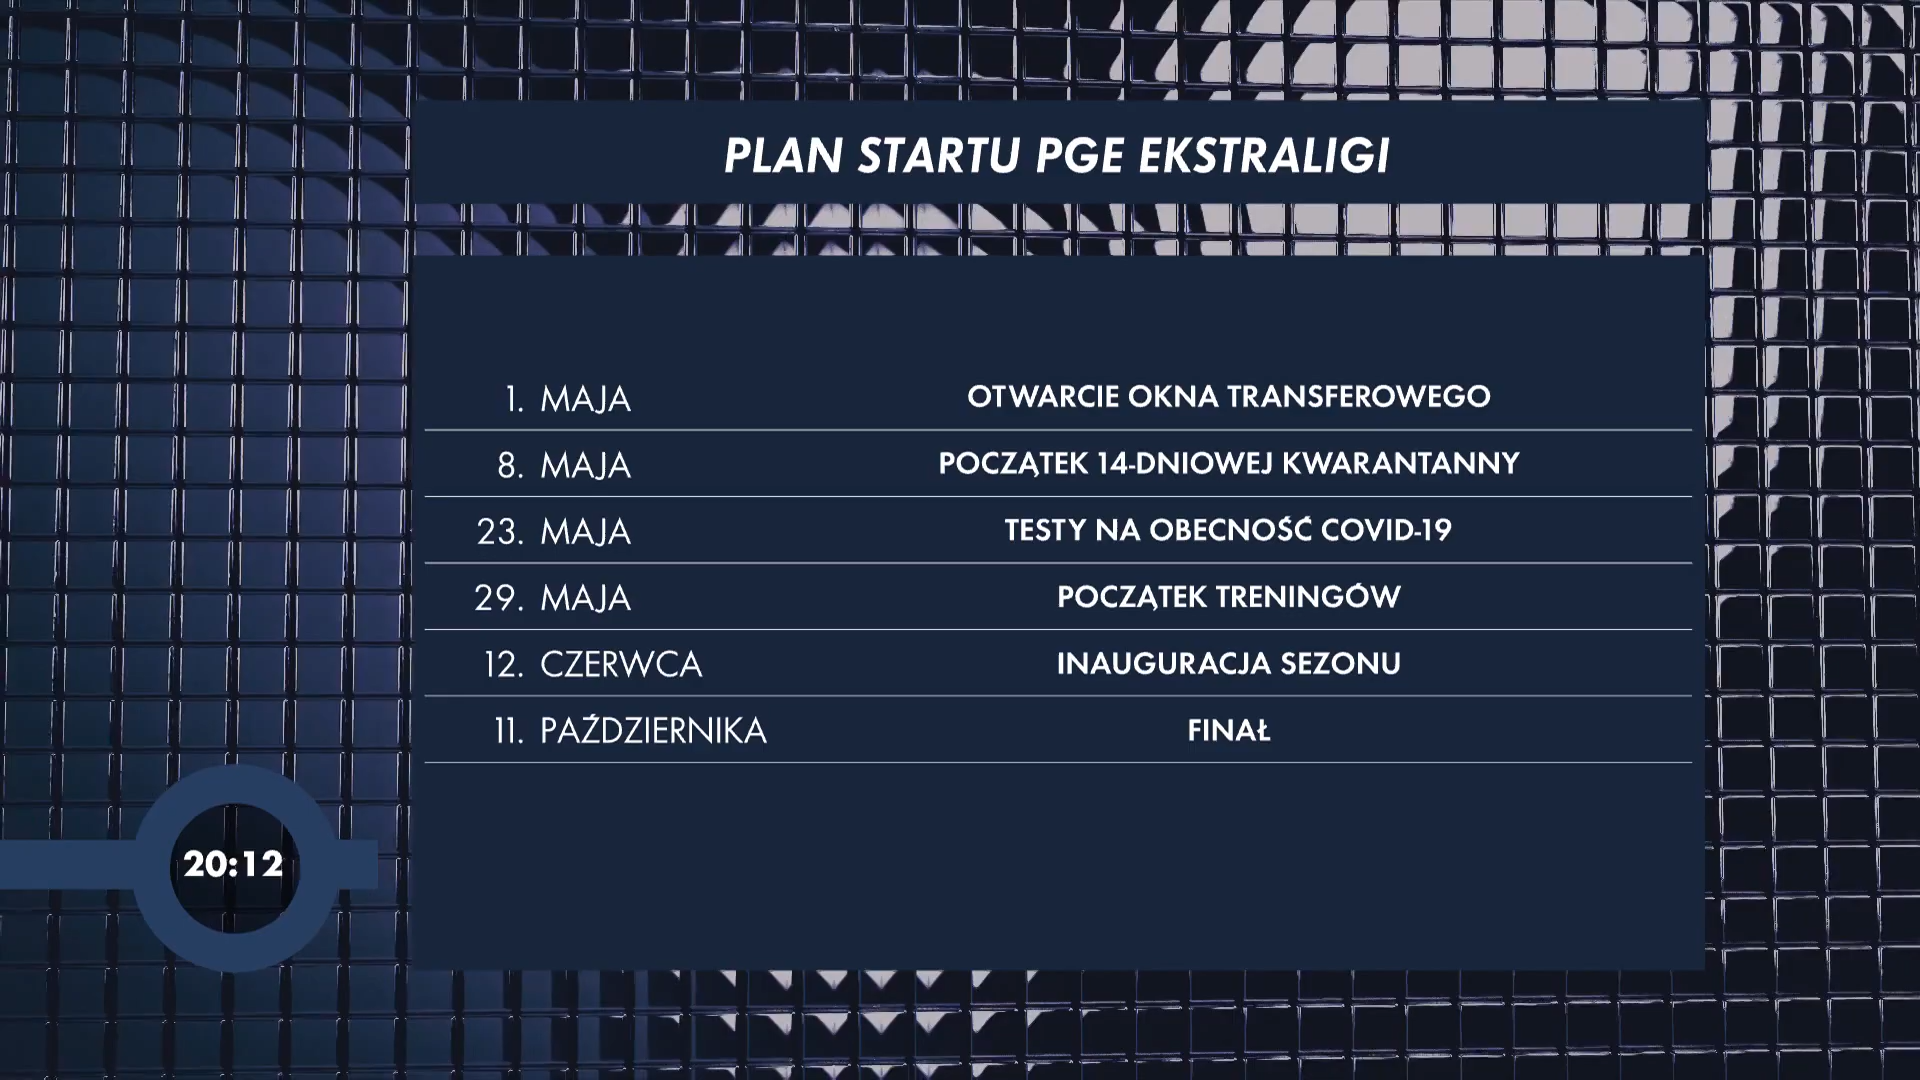 PLAN STARTU PGE EKSTRALIGI
1. MAJA OTWARCIE OKNA TRANSFEROWEGO
8. MAJA POCZĄTEK 14-DNIOWEJ KWARANTANNY
23. MAJA TESTY NA OBECNOŚĆ COVID-19
29. MAJA POCZĄTEK TRENINGÓW
12. CZERWCA INAUGURACJA SEZONU
11. PAŹDZIERNIKA FINAŁ
20:12